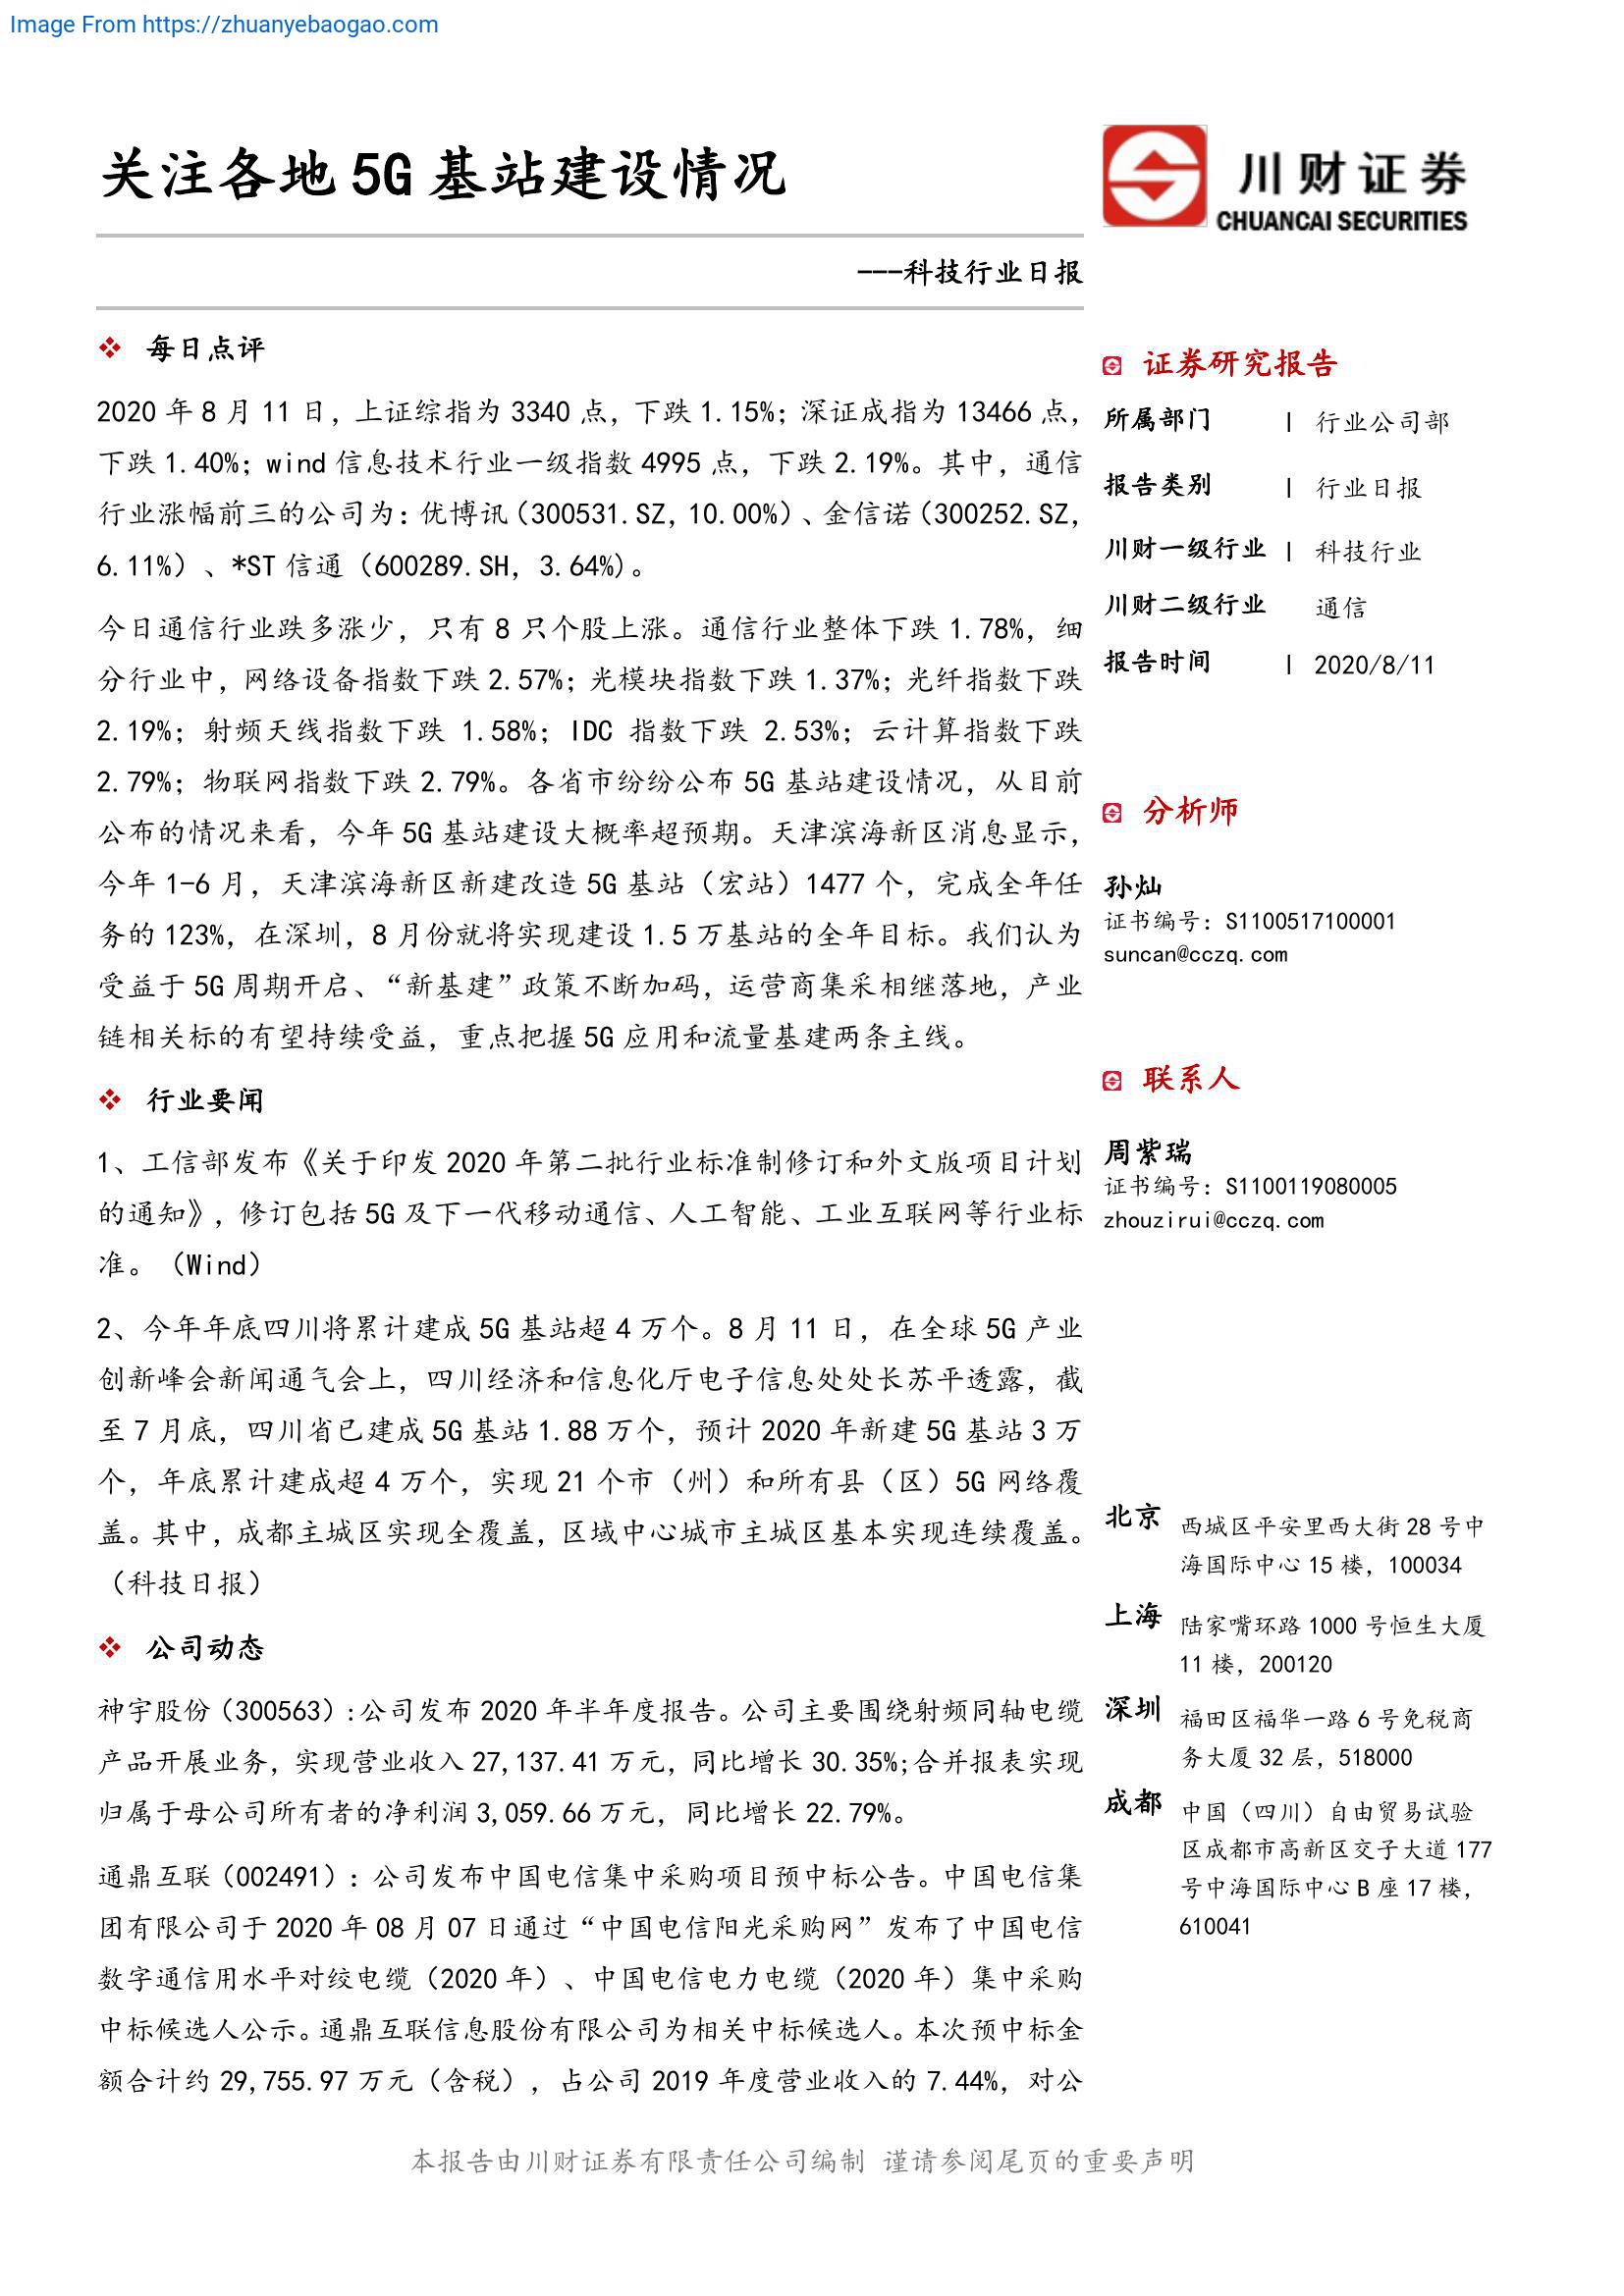 Image From https://zhuanyebaogao.com
关注各地 5G 基站建设情况
川财证券
CHUANCAI SECURITIES
---科技行业日报
❖ 每日点评
2020 年 8 月 11 日，上证综指为 3340 点，下跌 1.15%；深证成指为 13466 点，
下跌 1.40%；wind 信息技术行业一级指数 4995 点，下跌 2.19%。其中，通信
行业涨幅前三的公司为：优博讯（300531.SZ，10.00%）、金信诺（300252.SZ，
6.11%）、*ST 信通（600289.SH，3.64%)。
今日通信行业跌多涨少，只有 8 只个股上涨。通信行业整体下跌 1.78%，细
分行业中，网络设备指数下跌 2.57%；光模块指数下跌 1.37%；光纤指数下跌
2.19%；射频天线指数下跌 1.58%；IDC 指数下跌 2.53%；云计算指数下跌
2.79%；物联网指数下跌 2.79%。各省市纷纷公布 5G 基站建设情况，从目前
公布的情况来看，今年 5G 基站建设大概率超预期。天津滨海新区消息显示，
今年 1-6 月，天津滨海新区新建改造 5G 基站（宏站）1477 个，完成全年任
务的 123%，在深圳，8 月份就将实现建设 1.5 万基站的全年目标。我们认为
受益于 5G 周期开启、“新基建”政策不断加码，运营商集采相继落地，产业
链相关标的有望持续受益，重点把握 5G 应用和流量基建两条主线。
❖ 行业要闻
1、工信部发布《关于印发 2020 年第二批行业标准制修订和外文版项目计划
的通知》，修订包括 5G 及下一代移动通信、人工智能、工业互联网等行业标
准。（Wind）
2、今年年底四川将累计建成 5G 基站超 4 万个。8 月 11 日，在全球 5G 产业
创新峰会新闻通气会上，四川经济和信息化厅电子信息处处长苏平透露，截
至 7 月底，四川省已建成 5G 基站 1.88 万个，预计 2020 年新建 5G 基站 3 万
个，年底累计建成超 4 万个，实现 21 个市（州）和所有县（区）5G 网络覆
盖。其中，成都主城区实现全覆盖，区域中心城市主城区基本实现连续覆盖。
（科技日报）
❖ 公司动态
神宇股份（300563）:公司发布 2020 年半年度报告。公司主要围绕射频同轴电缆
产品开展业务，实现营业收入 27,137.41 万元，同比增长 30.35%;合并报表实现
归属于母公司所有者的净利润 3,059.66 万元，同比增长 22.79%。
通鼎互联（002491）：公司发布中国电信集中采购项目预中标公告。中国电信集
团有限公司于 2020 年 08 月 07 日通过“中国电信阳光采购网”发布了中国电信
数字通信用水平对绞电缆（2020 年）、中国电信电力电缆（2020 年）集中采购
中标候选人公示。通鼎互联信息股份有限公司为相关中标候选人。本次预中标金
额合计约 29,755.97 万元（含税），占公司 2019 年度营业收入的 7.44%，对公
证券研究报告
所属部门 | 行业公司部
报告类别 | 行业日报
川财一级行业 | 科技行业
川财二级行业 通信
报告时间 | 2020/8/11
分析师
孙灿
证书编号：S1100517100001
suncan@cczq.com
联系人
周紫瑞
证书编号：S1100119080005
zhouzirui@cczq.com
北京 西城区平安里西大街 28 号中
海国际中心 15 楼，100034
上海 陆家嘴环路 1000 号恒生大厦
11 楼，200120
深圳 福田区福华一路 6 号免税商
务大厦 32 层，518000
成都 中国（四川）自由贸易试验
区成都市高新区交子大道 177
号中海国际中心 B 座 17 楼，
610041
本报告由川财证券有限责任公司编制 谨请参阅尾页的重要声明